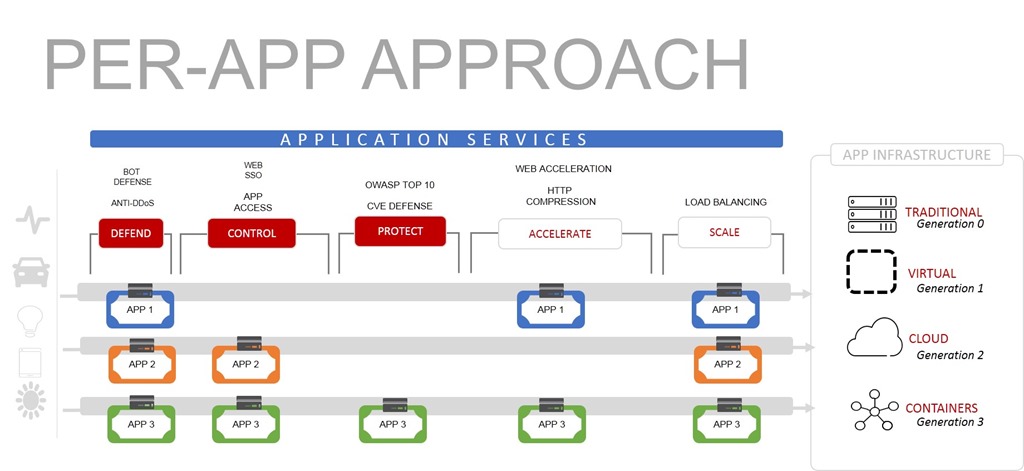 PER-APP APPROACH
APPLICATION SERVICES
BOT
DEFENSE
ANTI-DDoS
DEFEND
WEB
SSO
APP
ACCESS
CONTROL
OWASP TOP 10
CVE DEFENSE
PROTECT
WEB ACCELERATION
HTTP
COMPRESSION
ACCELERATE
LOAD BALANCING
SCALE
APP 1
APP 1
APP 1
APP 2
APP 2
APP 2
APP 3
APP 3
APP 3
APP 3
APP 3
APP INFRASTRUCTURE
TRADITIONAL
Generation 0
VIRTUAL
Generation 1
CLOUD
Generation 2
CONTAINERS
Generation 3